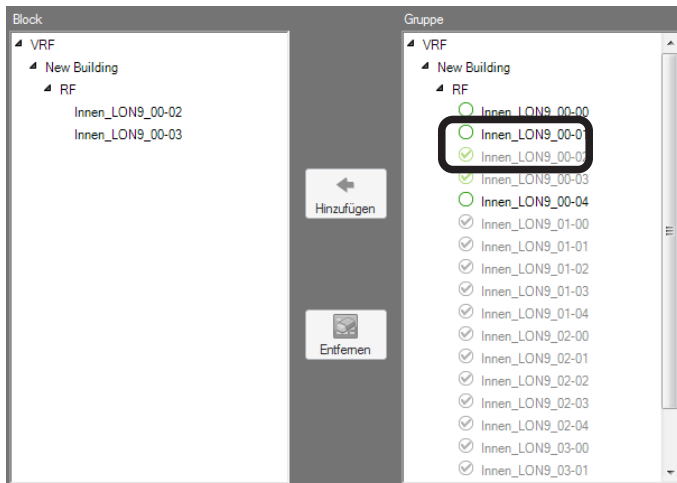 Block
VRF
New Building
RF
Innen_LON9_00-02
Innen_LON9_00-03
Hinzufügen
Entfernen
Gruppe
VRF
New Building
RF
Innen_LON9_00-00
Innen_LON9_00-01
Innen_LON9_00-02
Innen_LON9_00-03
Innen_LON9_00-04
Innen_LON9_01-00
Innen_LON9_01-01
Innen_LON9_01-02
Innen_LON9_01-03
Innen_LON9_01-04
Innen_LON9_02-00
Innen_LON9_02-01
Innen_LON9_02-02
Innen_LON9_02-03
Innen_LON9_02-04
Innen_LON9_03-00
Innen_LON9_03-01